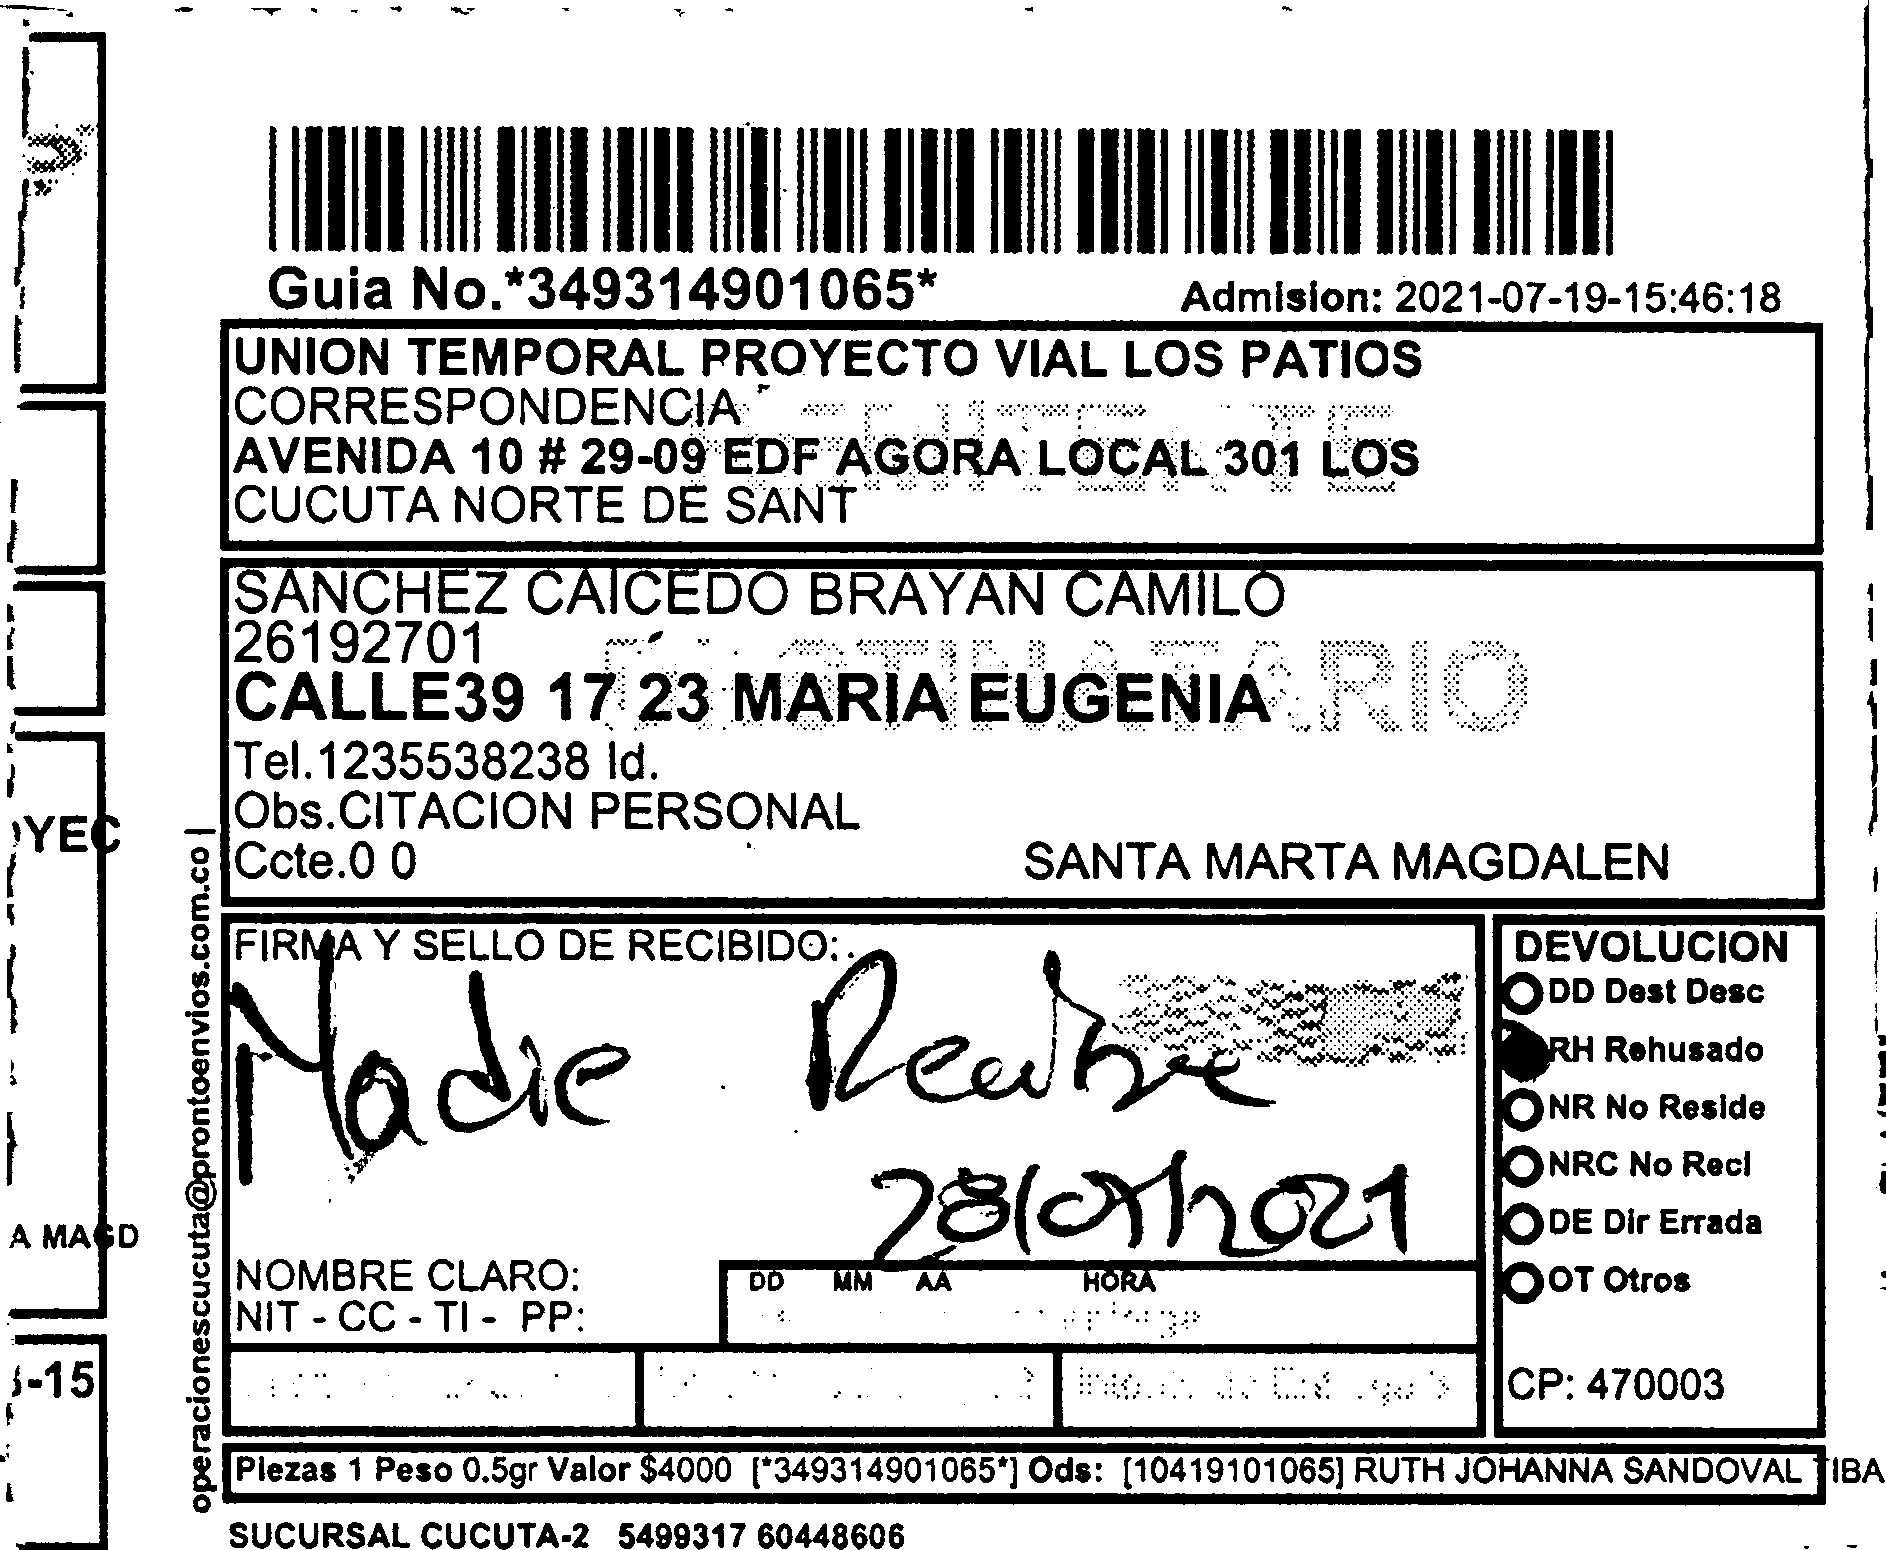 Guia No.*349314901065*
Admision: 2021-07-19-15:46:18
UNION TEMPORAL PROYECTO VIAL LOS PATIOS
CORRESPONDENCIA
AVENIDA 10 # 29-09 EDF AGORA LOCAL 301 LOS
CUCUTA NORTE DE SANT
SANCHEZ CAICEDO BRAYAN CAMILO
26192701
DESTINATARIO
CALLE39 17 23 MARIA EUGENIA
Tel.1235538238 Id.
Obs.CITACION PERSONAL
Ccte.0 0
SANTA MARTA MAGDALEN
FIRMA Y SELLO DE RECIBIDO:
Nadie Recibe
28/07/2021
NOMBRE CLARO:
NIT - CC - TI - PP:
DD MM AA HORA
DEVOLUCION
DD Dest Desc
RH Rehusado
NR No Reside
NRC No Recl
DE Dir Errada
OT Otros
CP: 470003
Piezas 1 Peso 0.5gr Valor $4000 [*349314901065*] Ods: [10419101065] RUTH JOHANNA SANDOVAL TIBA
SUCURSAL CUCUTA-2 5499317 60448606
operacionescucuta@prontoenvios.com.co |
YEC
A MAGD
-15